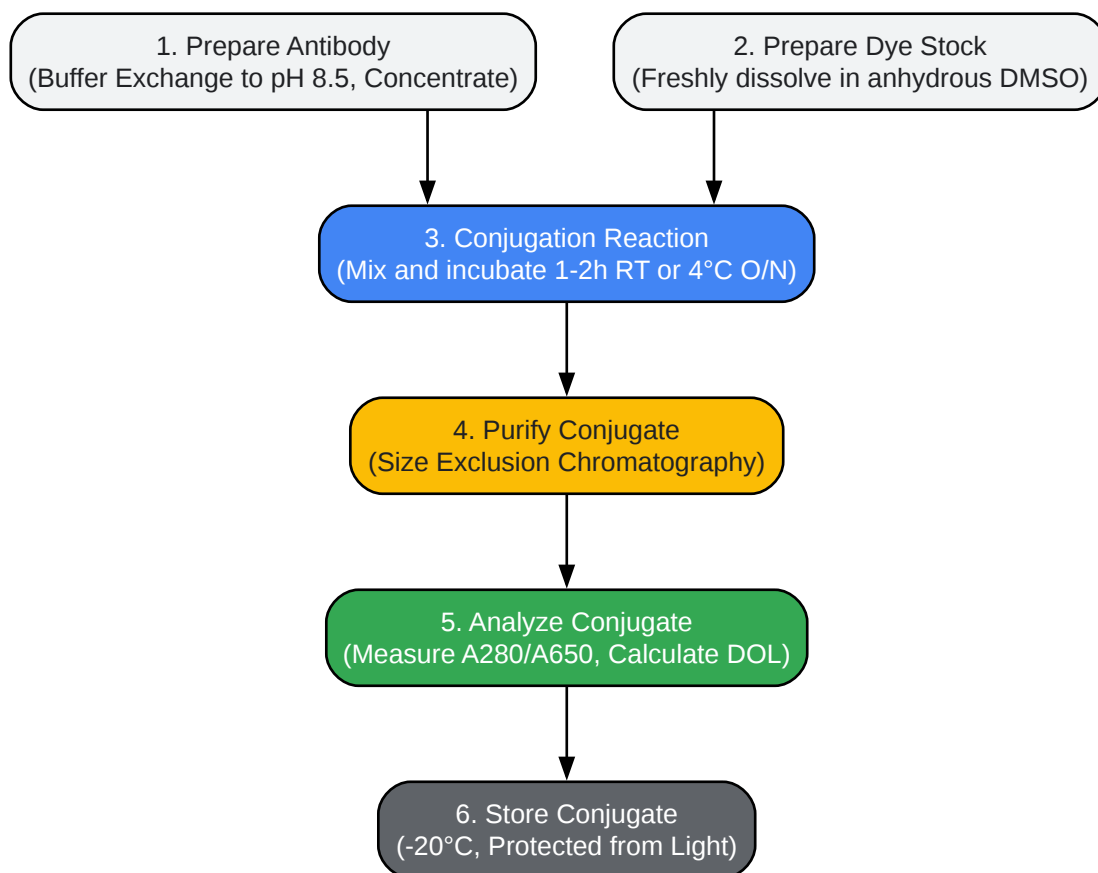 1. Prepare Antibody
(Buffer Exchange to pH 8.5, Concentrate)
2. Prepare Dye Stock
(Freshly dissolve in anhydrous DMSO)
3. Conjugation Reaction
(Mix and incubate 1-2h RT or 4°C O/N)
4. Purify Conjugate
(Size Exclusion Chromatography)
5. Analyze Conjugate
(Measure A280/A650, Calculate DOL)
6. Store Conjugate
(-20°C, Protected from Light)